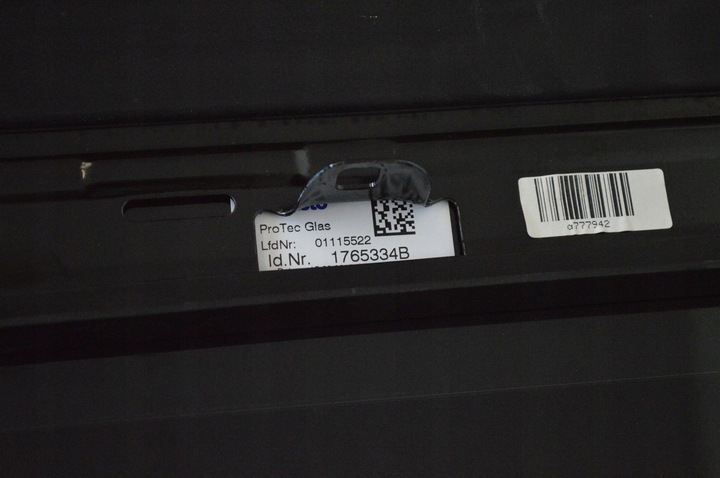 ProTec Glas
LfdNr: 01115522
Id.Nr. 1765334B
a777942